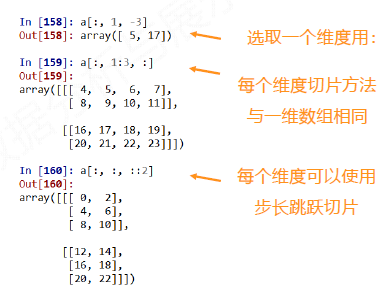 In [158]: a[:, 1, -3]
Out[158]: array([ 5, 17])
选取一个维度用:
In [159]: a[:, 1:3, :]
Out[159]:
array([[[ 4,  5,  6,  7],
        [ 8,  9, 10, 11]],
       [[16, 17, 18, 19],
        [20, 21, 22, 23]]])
每个维度切片方法
与一维数组相同
In [160]: a[:, :, ::2]
Out[160]:
array([[[ 0,  2],
        [ 4,  6],
        [ 8, 10]],
       [[12, 14],
        [16, 18],
        [20, 22]]])
每个维度可以使用
步长跳跃切片